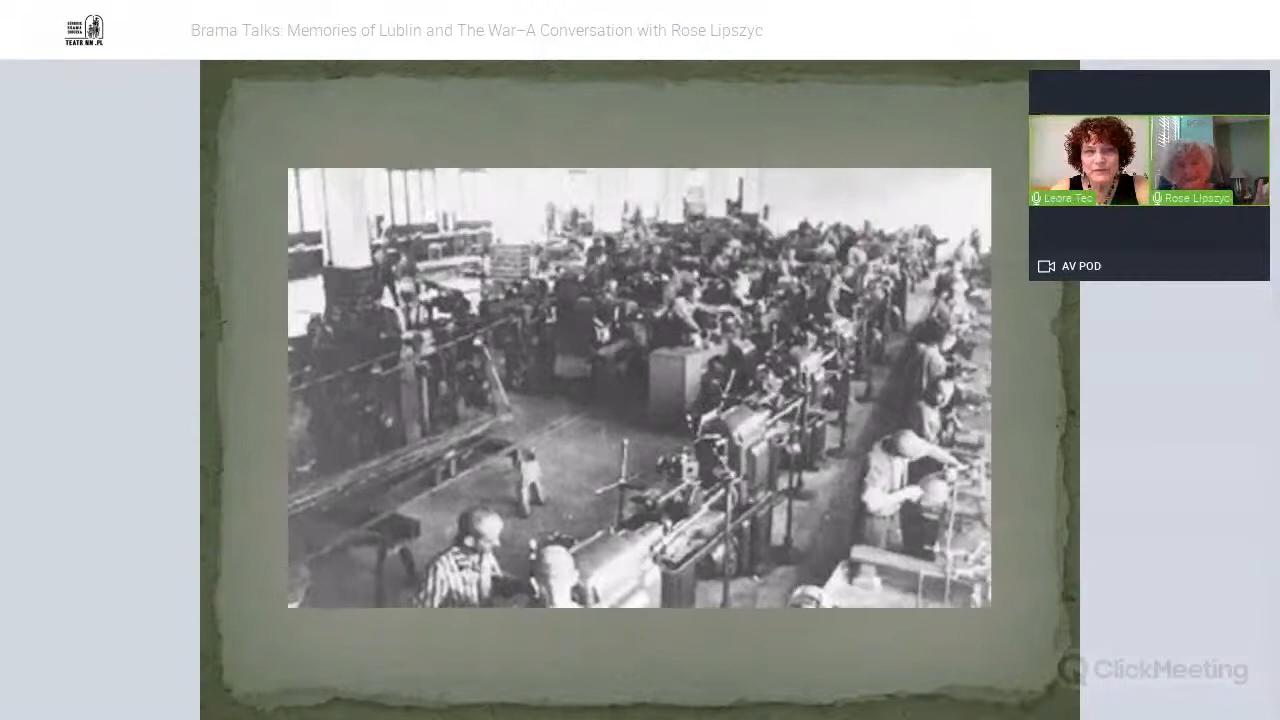 TEATR NN .PL
Brama Talks: Memories of Lublin and The War–A Conversation with Rose Lipszyc
Leora Tec
Rose Lipszyc
AV POD
ClickMeeting